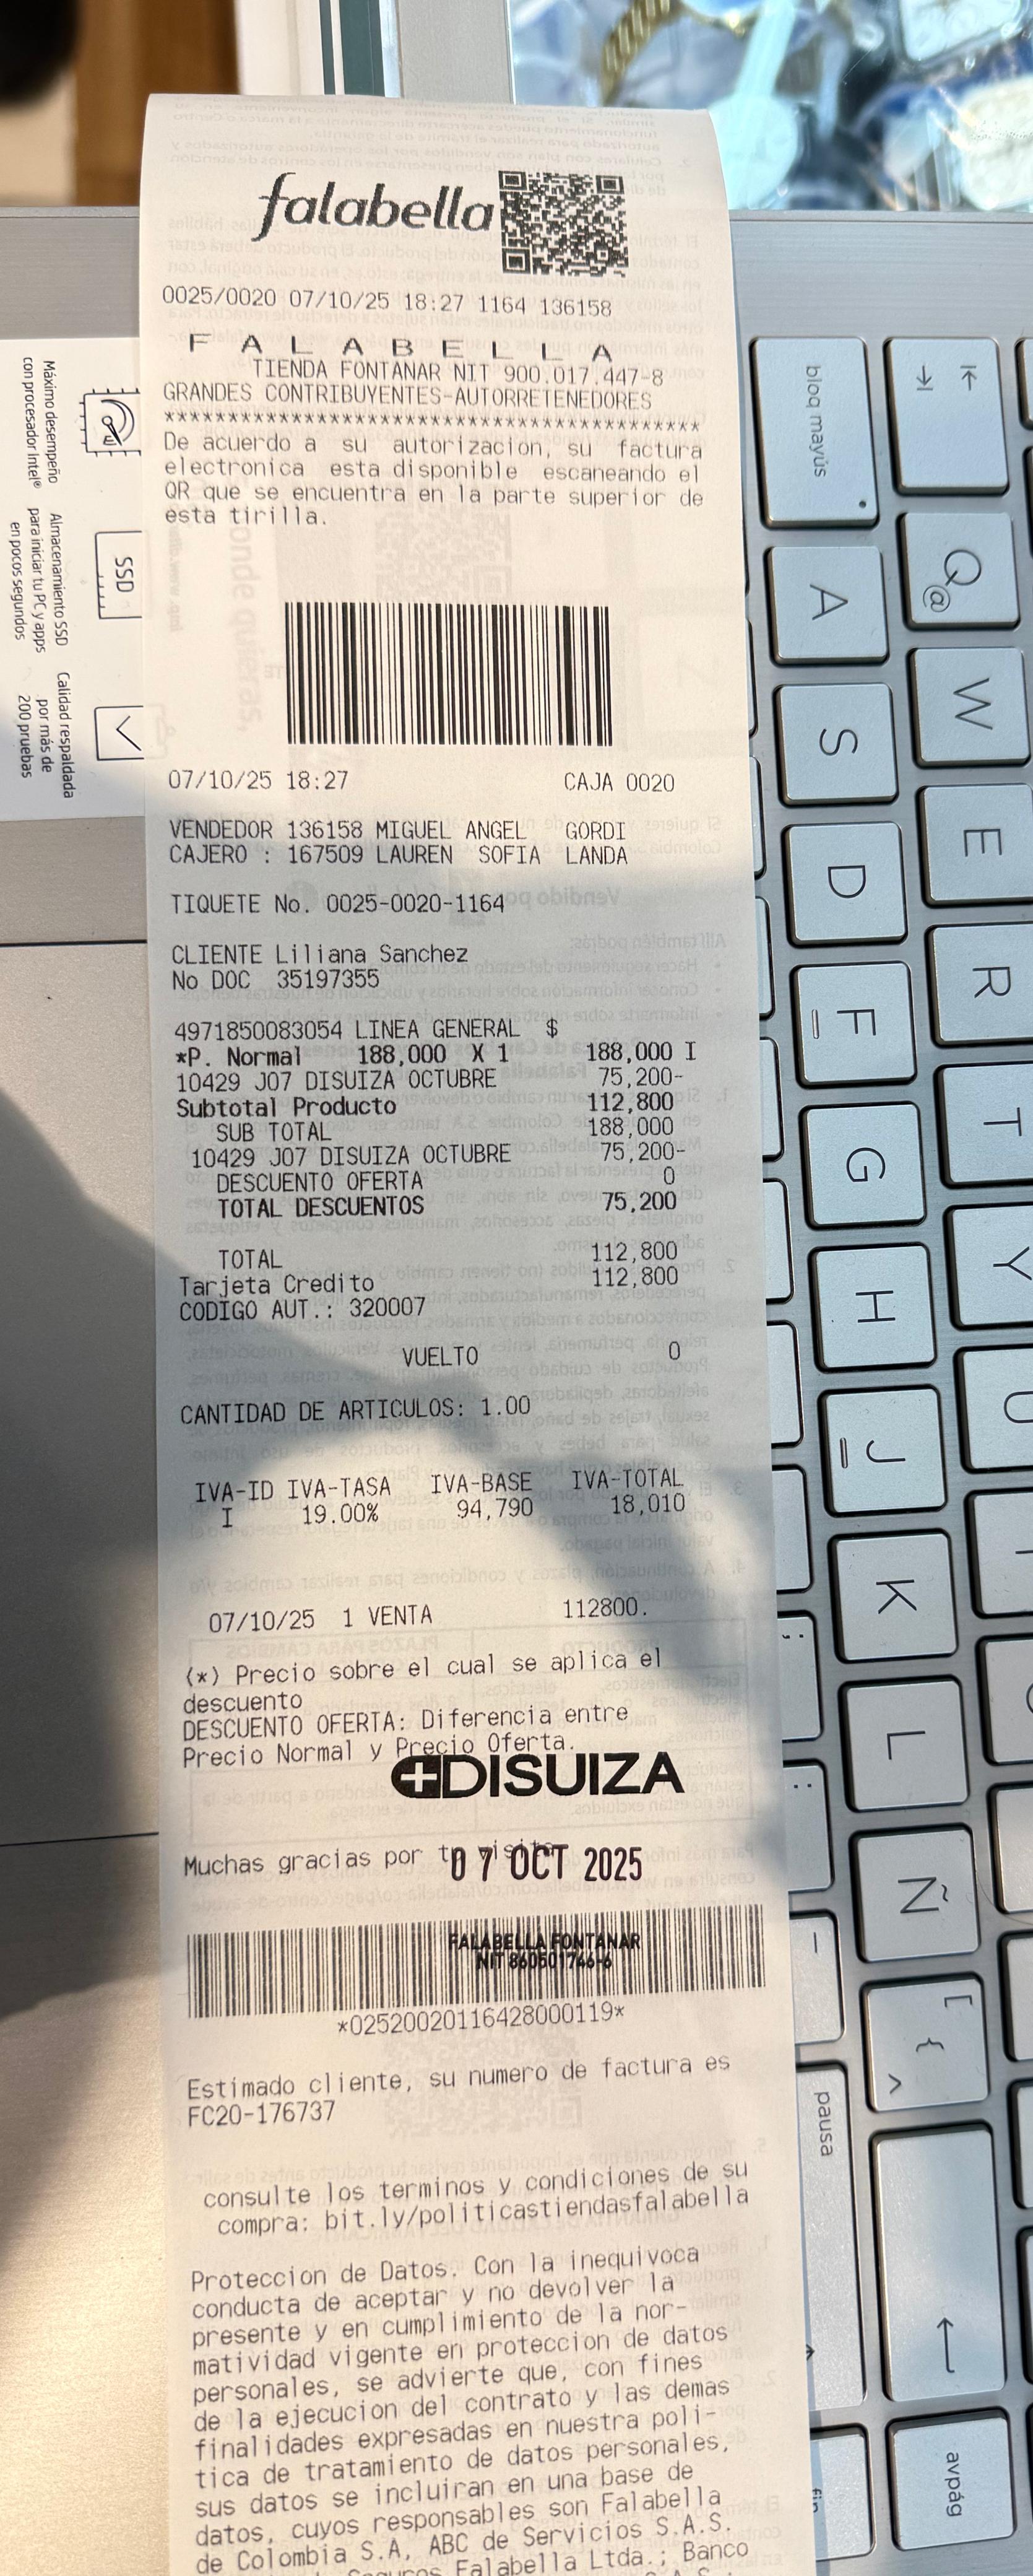 falabella
0025/0020 07/10/25 18:27 1164 136158
F A L A B E L L A
TIENDA FONTANAR NIT 900.017.447-8
GRANDES CONTRIBUYENTES-AUTORRETENEDORES
******************************************
De acuerdo a su autorizacion, su factura
electronica esta disponible escaneando el
QR que se encuentra en la parte superior de
esta tirilla.
07/10/25 18:27 CAJA 0020
VENDEDOR 136158 MIGUEL ANGEL GORDI
CAJERO : 167509 LAUREN SOFIA LANDA
TIQUETE No. 0025-0020-1164
CLIENTE Liliana Sanchez
No DOC 35197355
4971850083054 LINEA GENERAL $
*P. Normal 188,000 X 1 188,000 I
10429 J07 DISUIZA OCTUBRE 75,200-
Subtotal Producto 112,800
SUB TOTAL 188,000
10429 J07 DISUIZA OCTUBRE 75,200-
DESCUENTO OFERTA 0
TOTAL DESCUENTOS 75,200
TOTAL 112,800
Tarjeta Credito 112,800
CODIGO AUT.: 320007
VUELTO 0
CANTIDAD DE ARTICULOS: 1.00
IVA-ID IVA-TASA IVA-BASE IVA-TOTAL
I 19.00% 94,790 18,010
07/10/25 1 VENTA 112800.
(*) Precio sobre el cual se aplica el
descuento
DESCUENTO OFERTA: Diferencia entre
Precio Normal y Precio Oferta.
DISUIZA
Muchas gracias por tu visita
07 OCT 2025
FALABELLA FONTANAR
NIT 860501746-6
*02520020116428000119*
Estimado cliente, su numero de factura es
FC20-176737
consulte los terminos y condiciones de su
compra: bit.ly/politicastiendasfalabella
Proteccion de Datos. Con la inequivoca
conducta de aceptar y no devolver la
presente y en cumplimiento de la nor-
matividad vigente en proteccion de datos
personales, se advierte que, con fines
de la ejecucion del contrato y las demas
finalidades expresadas en nuestra poli-
tica de tratamiento de datos personales,
sus datos se incluiran en una base de
datos, cuyos responsables son Falabella
de Colombia S.A, ABC de Servicios S.A.S.
Seguros Falabella Ltda.; Banco
Máximo desempeño
con procesador Intel®
SSD
Almacenamiento SSD
para iniciar tu PC y apps
en pocos segundos
Calidad respaldada
por más de
200 pruebas
bloq mayús
Q @
W
E
R
T
Y
U
A
S
D
F
G
H
J
K
L
Ñ
[ { ^
; :
pausa
avpág
fin